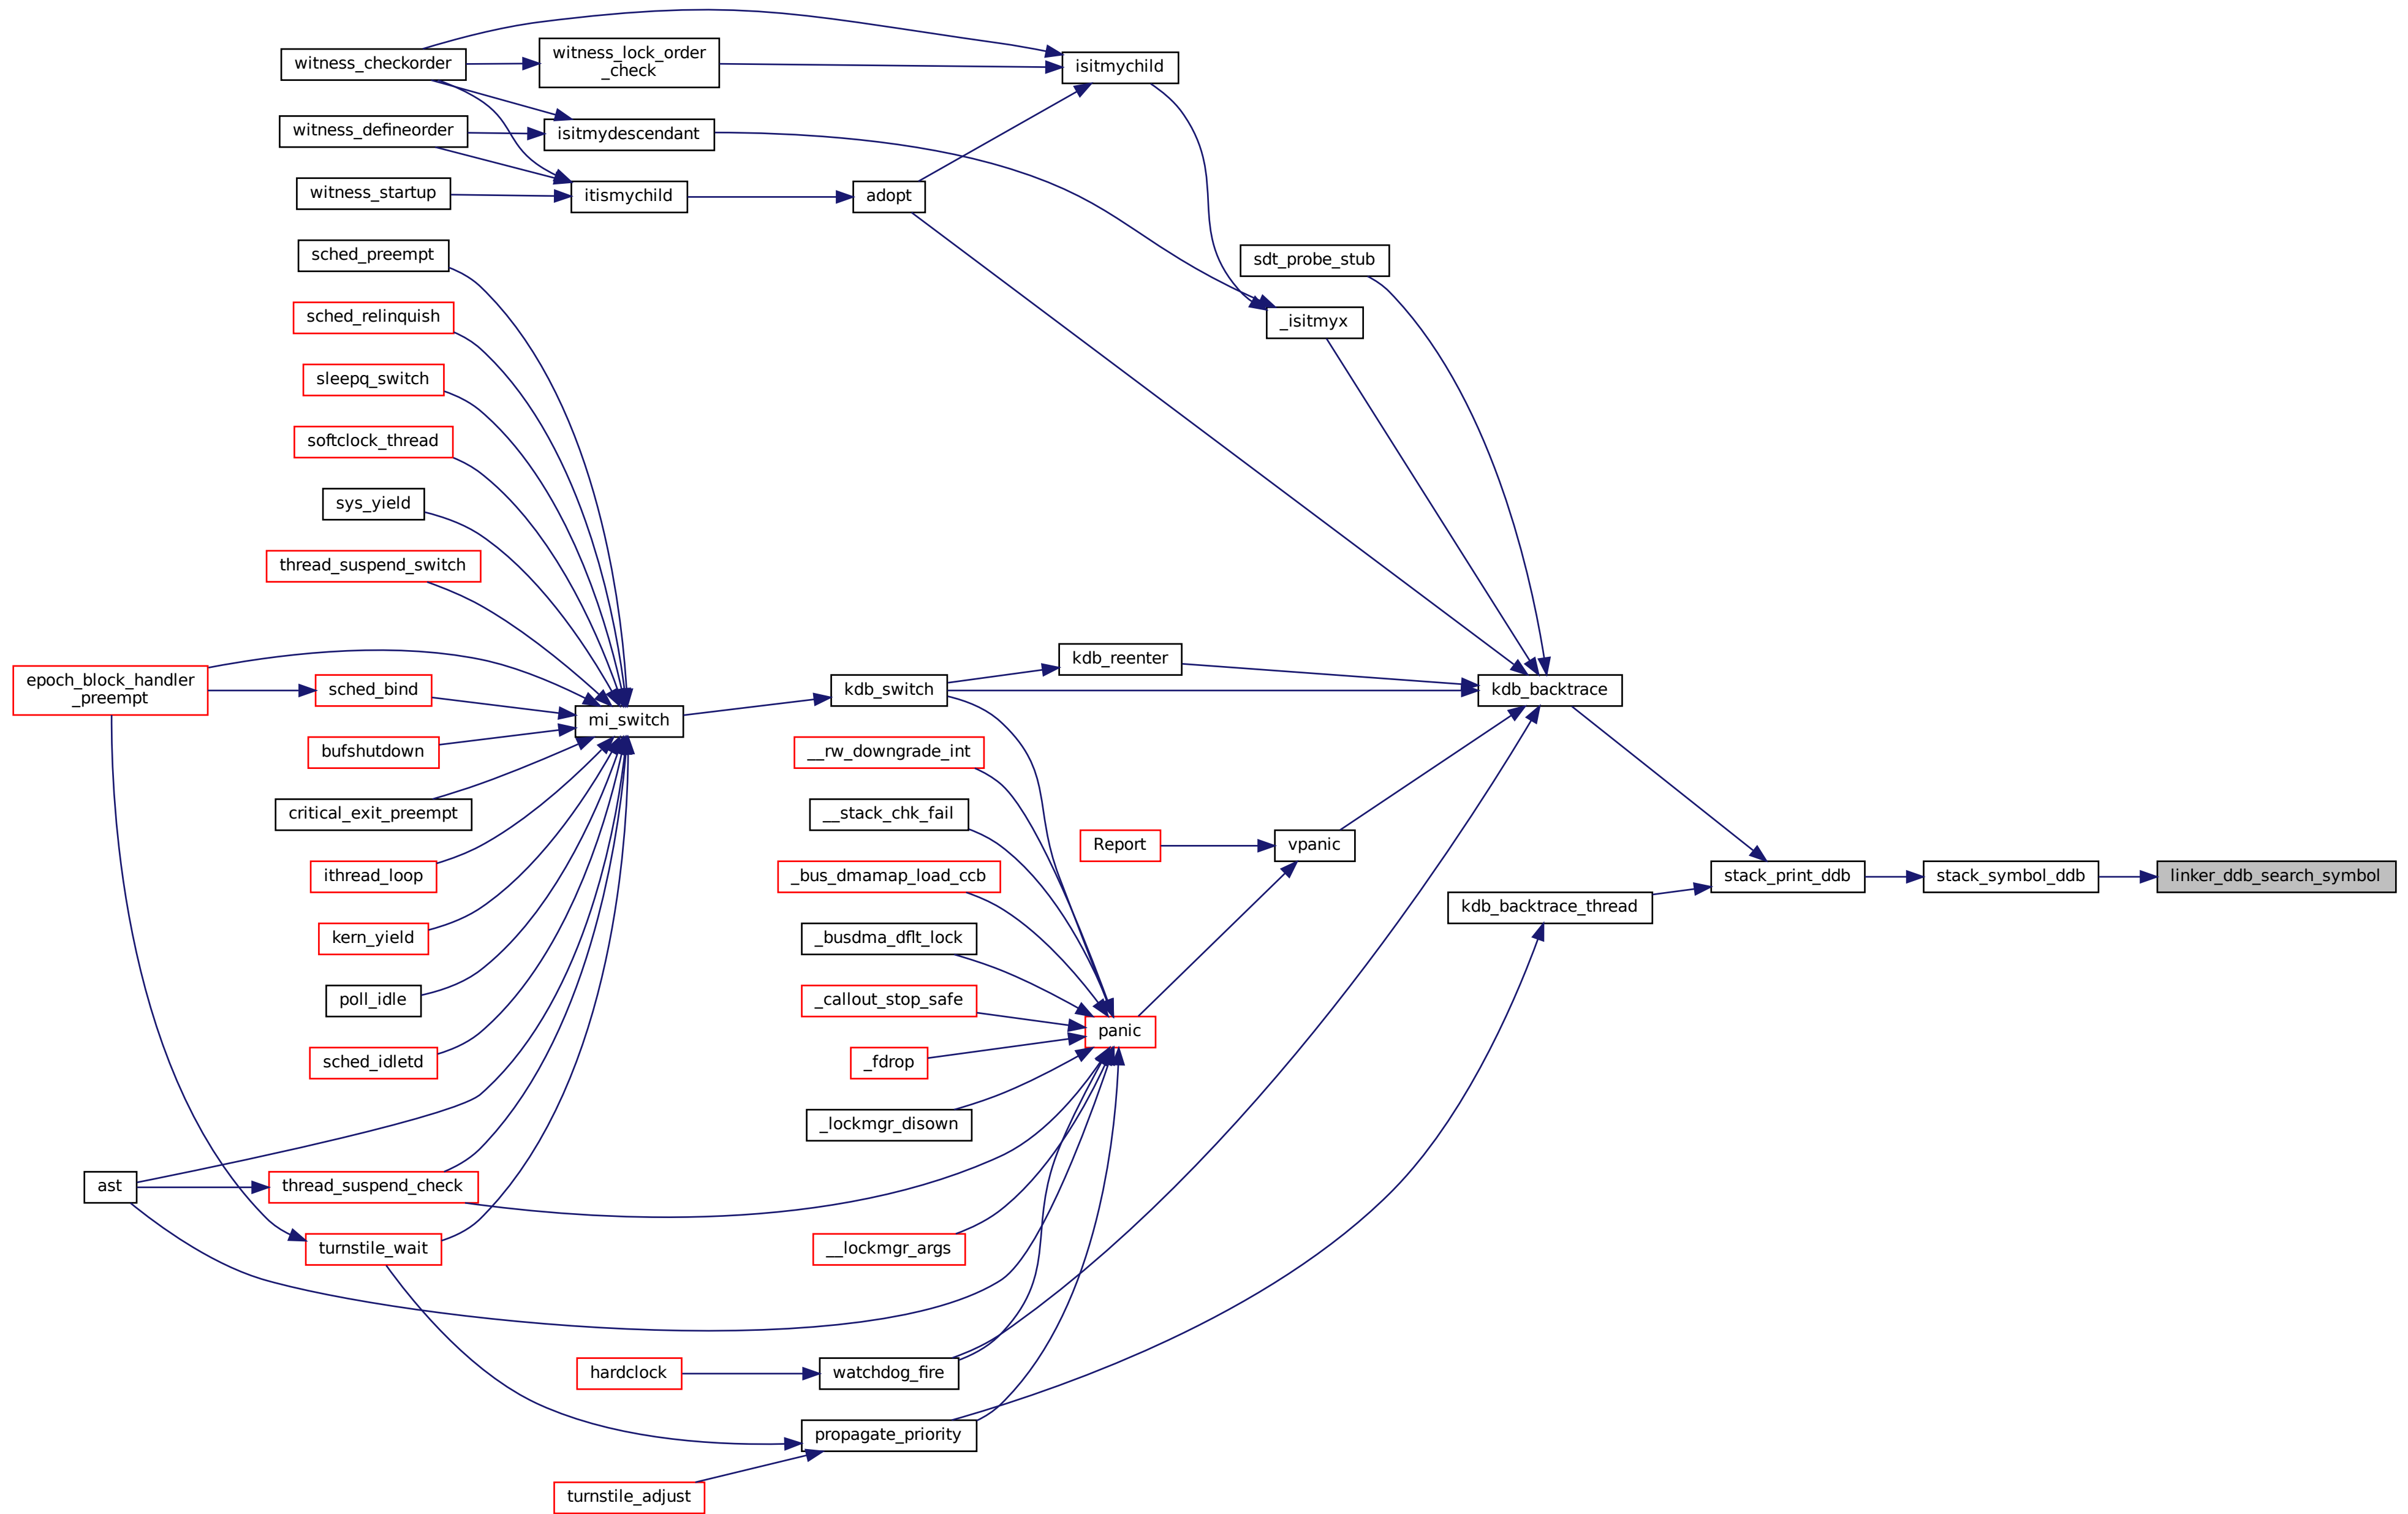 witness_checkorder
witness_lock_order
_check
isitmychild
witness_defineorder
isitmydescendant
witness_startup
itismychild
adopt
sched_preempt
sdt_probe_stub
sched_relinquish
_isitmyx
sleepq_switch
softclock_thread
sys_yield
thread_suspend_switch
epoch_block_handler
_preempt
sched_bind
mi_switch
kdb_switch
kdb_reenter
kdb_backtrace
bufshutdown
__rw_downgrade_int
critical_exit_preempt
__stack_chk_fail
Report
vpanic
ithread_loop
_bus_dmamap_load_ccb
stack_print_ddb
stack_symbol_ddb
linker_ddb_search_symbol
kdb_backtrace_thread
kern_yield
_busdma_dflt_lock
poll_idle
_callout_stop_safe
panic
sched_idletd
_fdrop
_lockmgr_disown
ast
thread_suspend_check
turnstile_wait
__lockmgr_args
hardclock
watchdog_fire
propagate_priority
turnstile_adjust